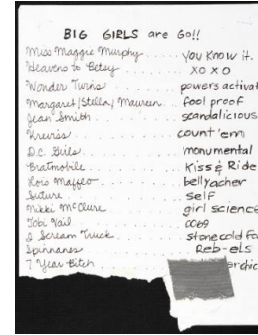 BIG GIRLS are Go!!
Miss Maggie Murphy .... You know it.
Heavens to Betsy ........ XOXO
Wonder Twins ........ powers activat
Margaret/Stella/Maureen ... fool proof
Jean Smith ........ scandalicious
Kreviss ........ count 'em
D.C. Girls ........ monumental
Bratmobile ........ Kiss & Ride
Lois Maffeo ........ bellyacher
Suture ........ self
Nikki McClure ........ girl science
Tobi Vail ........ 0069
I Scream Truck ........ stone cold fo
Spinnanes ........ Reb-els
7 Year Bitch